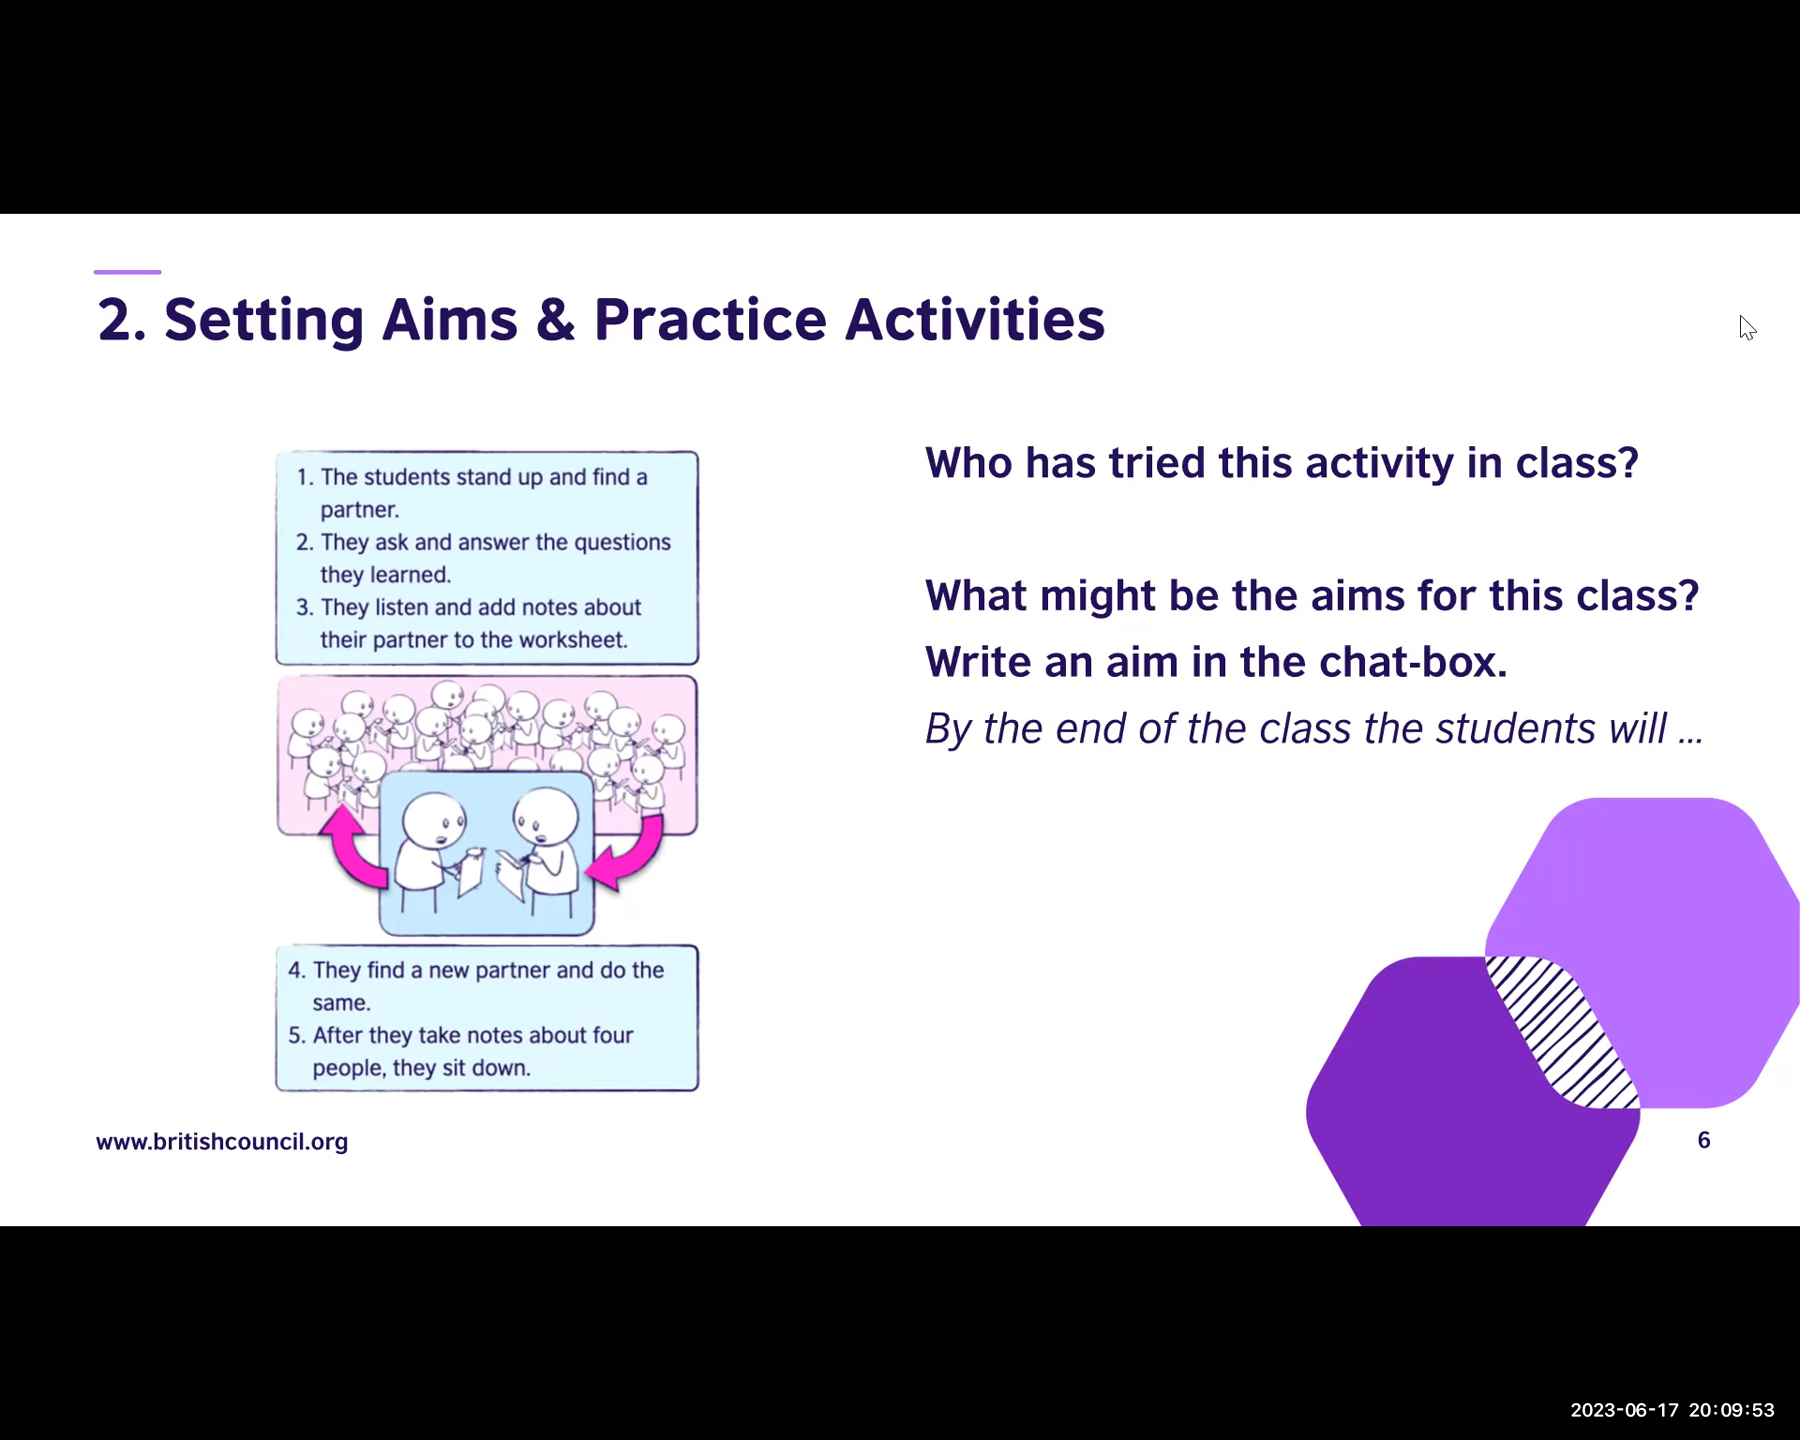 2. Setting Aims & Practice Activities
1. The students stand up and find a
partner.
2. They ask and answer the questions
they learned.
3. They listen and add notes about
their partner to the worksheet.
4. They find a new partner and do the
same.
5. After they take notes about four
people, they sit down.
Who has tried this activity in class?
What might be the aims for this class?
Write an aim in the chat-box.
By the end of the class the students will ...
www.britishcouncil.org
6
2023-06-17 20:09:53